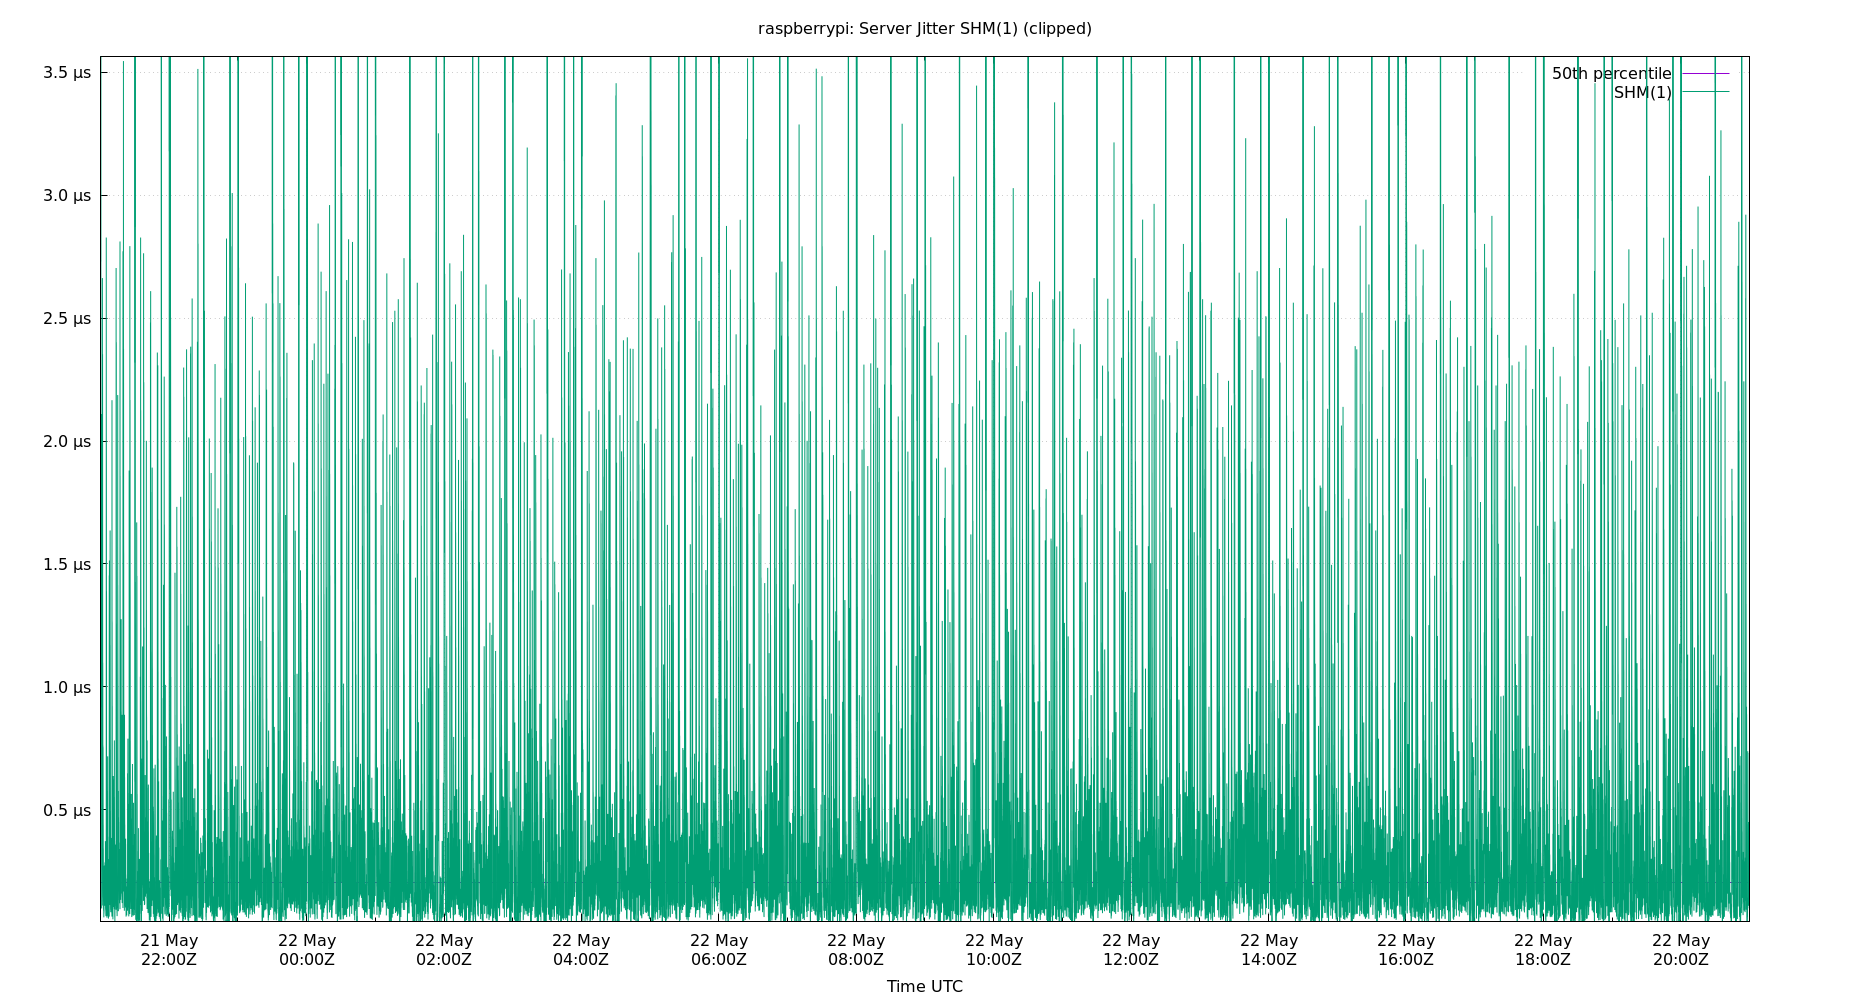 raspberrypi: Server Jitter SHM(1) (clipped)
3.5 µs
3.0 µs
2.5 µs
2.0 µs
1.5 µs
1.0 µs
0.5 µs
50th percentile
SHM(1)
21 May 22 May 22 May 22 May 22 May 22 May 22 May 22 May 22 May 22 May 22 May 22 May
22:00Z 00:00Z 02:00Z 04:00Z 06:00Z 08:00Z 10:00Z 12:00Z 14:00Z 16:00Z 18:00Z 20:00Z
Time UTC